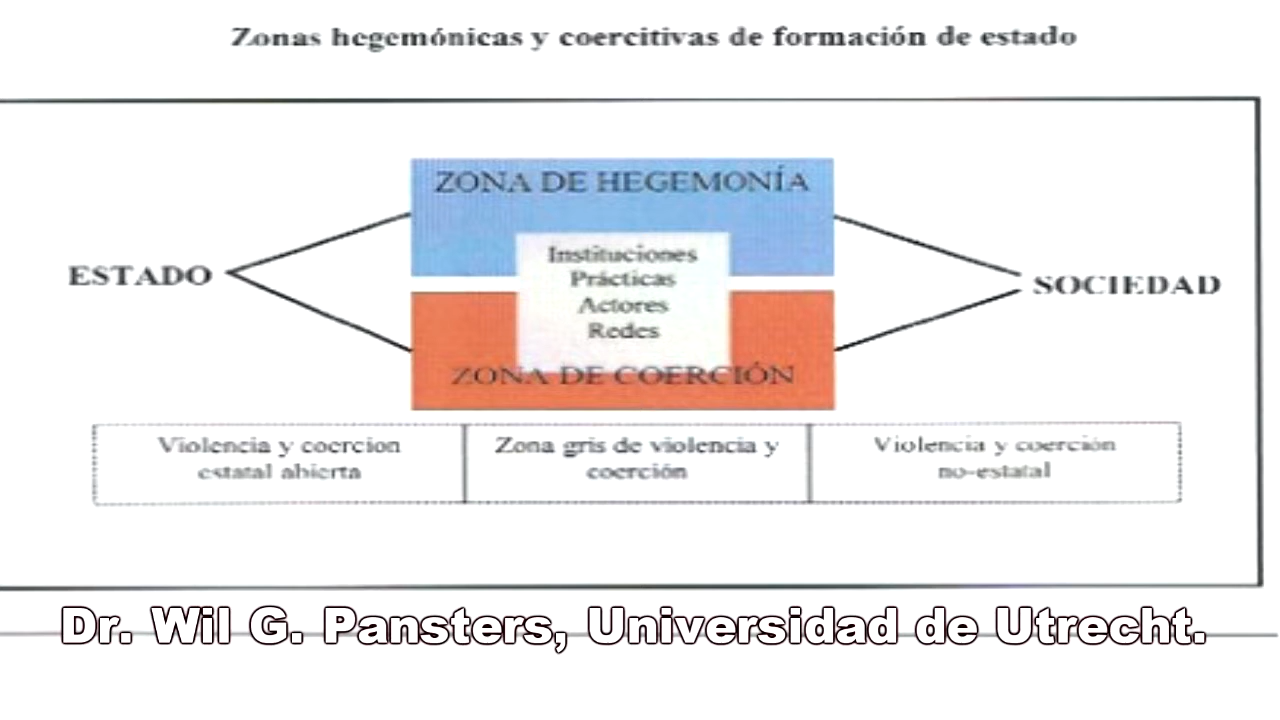 Zonas hegemónicas y coercitivas de formación de estado
ZONA DE HEGEMONÍA
ESTADO
Instituciones
Prácticas
Actores
Redes
SOCIEDAD
ZONA DE COERCIÓN
Violencia y coercion
estatal abierta
Zona gris de violencia y
coerción
Violencia y coerción
no-estatal
Dr. Wil G. Pansters, Universidad de Utrecht.